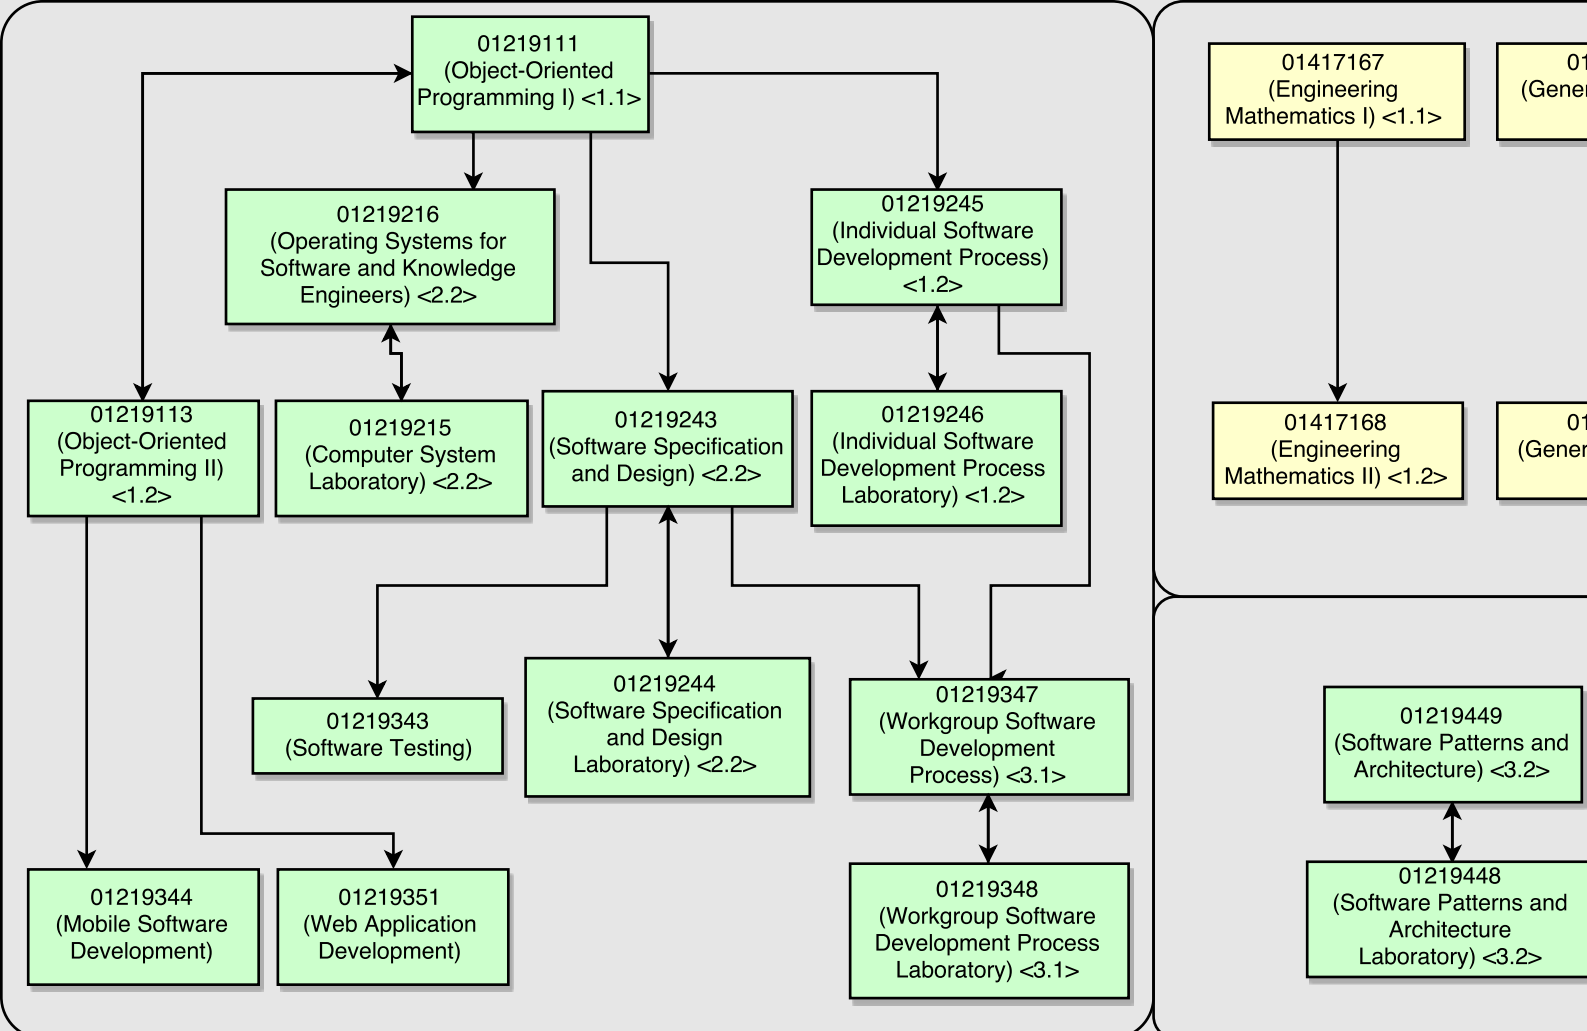 01219111
(Object-Oriented
Programming I) <1.1>
01417167
(Engineering
Mathematics I) <1.1>
01219216
(Operating Systems for
Software and Knowledge
Engineers) <2.2>
01219245
(Individual Software
Development Process)
<1.2>
01219113
(Object-Oriented
Programming II)
<1.2>
01219215
(Computer System
Laboratory) <2.2>
01219243
(Software Specification
and Design) <2.2>
01219246
(Individual Software
Development Process
Laboratory) <1.2>
01417168
(Engineering
Mathematics II) <1.2>
01219343
(Software Testing)
01219244
(Software Specification
and Design
Laboratory) <2.2>
01219347
(Workgroup Software
Development
Process) <3.1>
01219449
(Software Patterns and
Architecture) <3.2>
01219344
(Mobile Software
Development)
01219351
(Web Application
Development)
01219348
(Workgroup Software
Development Process
Laboratory) <3.1>
01219448
(Software Patterns and
Architecture
Laboratory) <3.2>